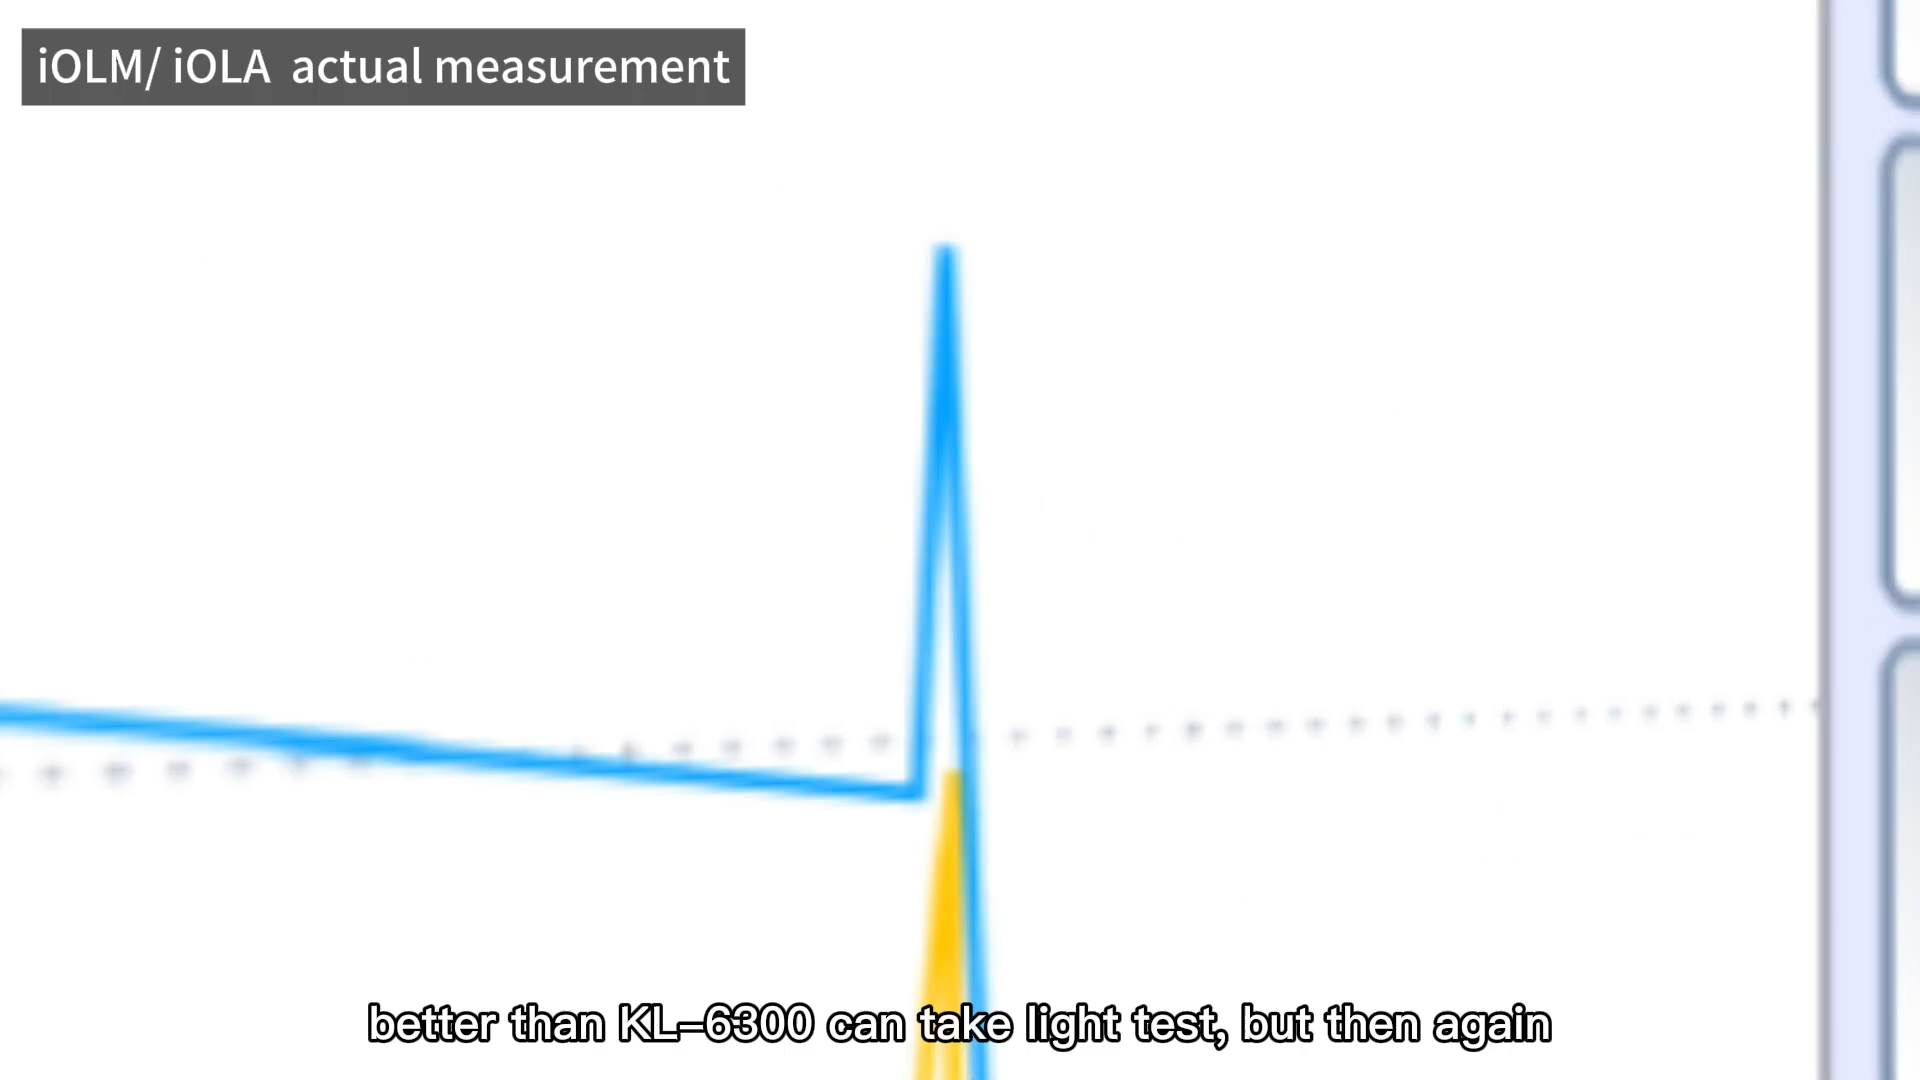 iOLM/ iOLA actual measurement
better than KL-6300 can take light test, but then again